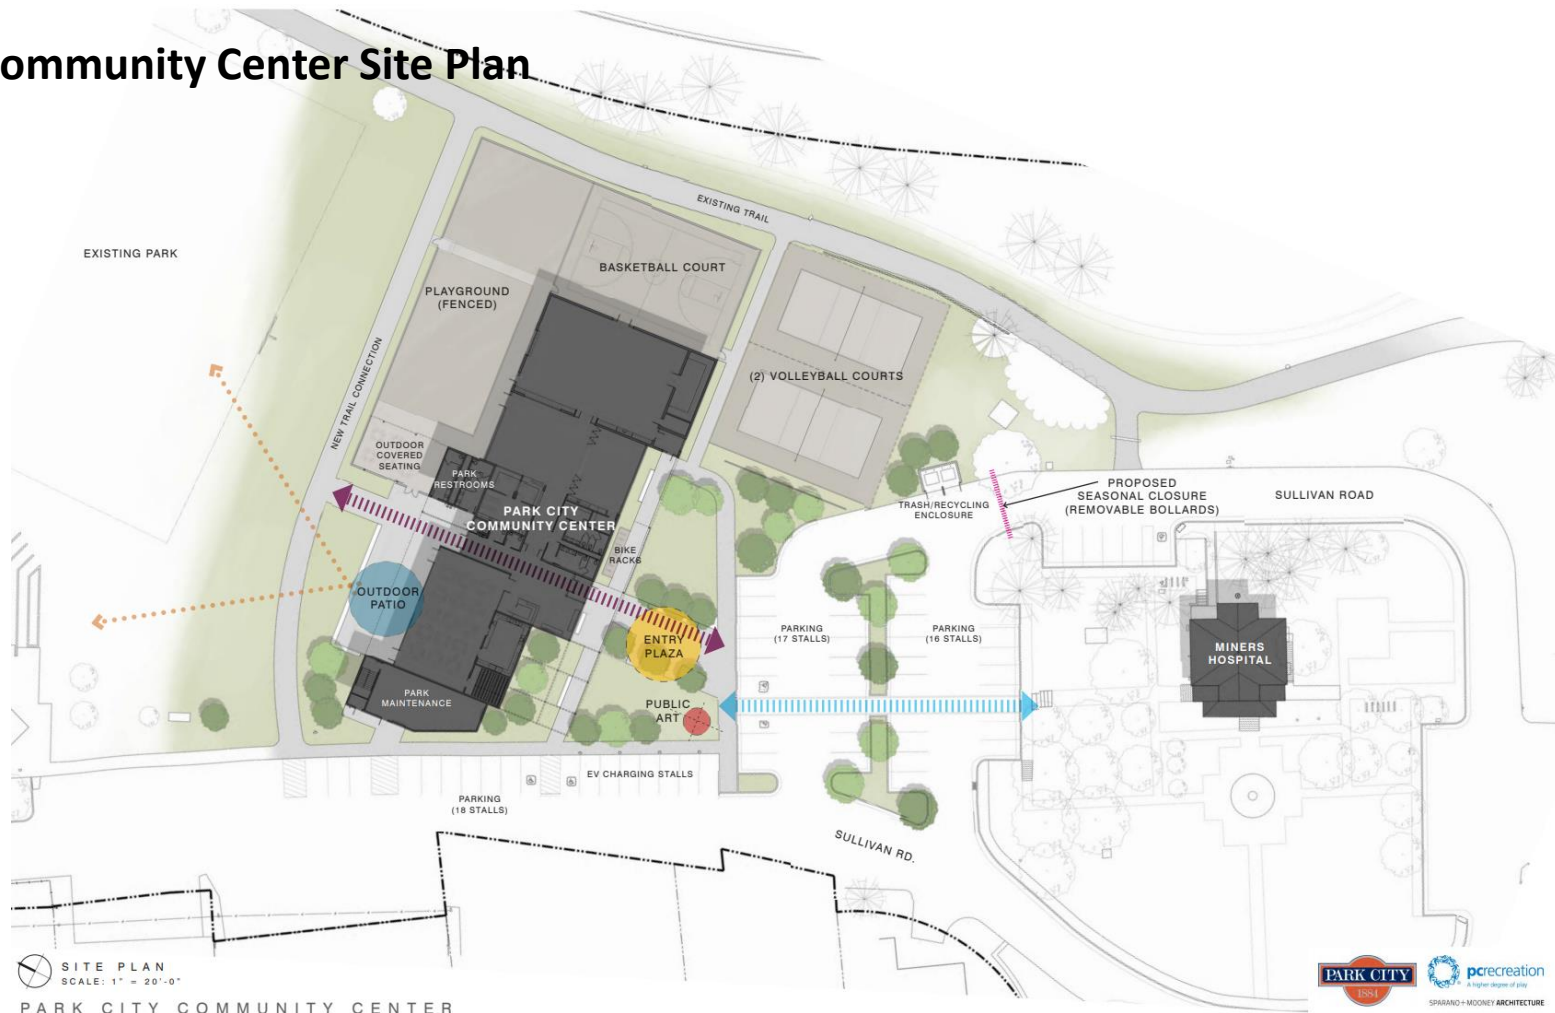 ommunity Center Site Plan
EXISTING TRAIL
EXISTING PARK
BASKETBALL COURT
PLAYGROUND
(FENCED)
NEW TRAIL CONNECTION
(2) VOLLEYBALL COURTS
OUTDOOR
COVERED
SEATING
PARK
RESTROOMS
PARK CITY
COMMUNITY CENTER
BIKE
RACKS
TRASH/RECYCLING
ENCLOSURE
PROPOSED
SEASONAL CLOSURE
(REMOVABLE BOLLARDS)
SULLIVAN ROAD
OUTDOOR
PATIO
ENTRY
PLAZA
PARKING
(17 STALLS)
PARKING
(16 STALLS)
MINERS
HOSPITAL
PARK
MAINTENANCE
PUBLIC
ART
EV CHARGING STALLS
PARKING
(18 STALLS)
SULLIVAN RD.
SITE PLAN
SCALE: 1" = 20'-0"
PARK CITY COMMUNITY CENTER
PARK CITY
1884
pcrecreation
A higher degree of play
SPARANO + MOONEY ARCHITECTURE